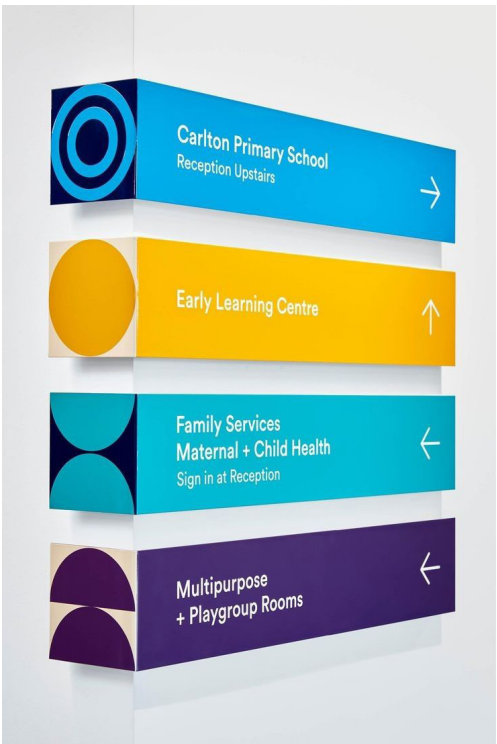 Carlton Primary School
Reception Upstairs
→
Early Learning Centre
↑
Family Services
Maternal + Child Health
Sign in at Reception
←
Multipurpose
+ Playgroup Rooms
←